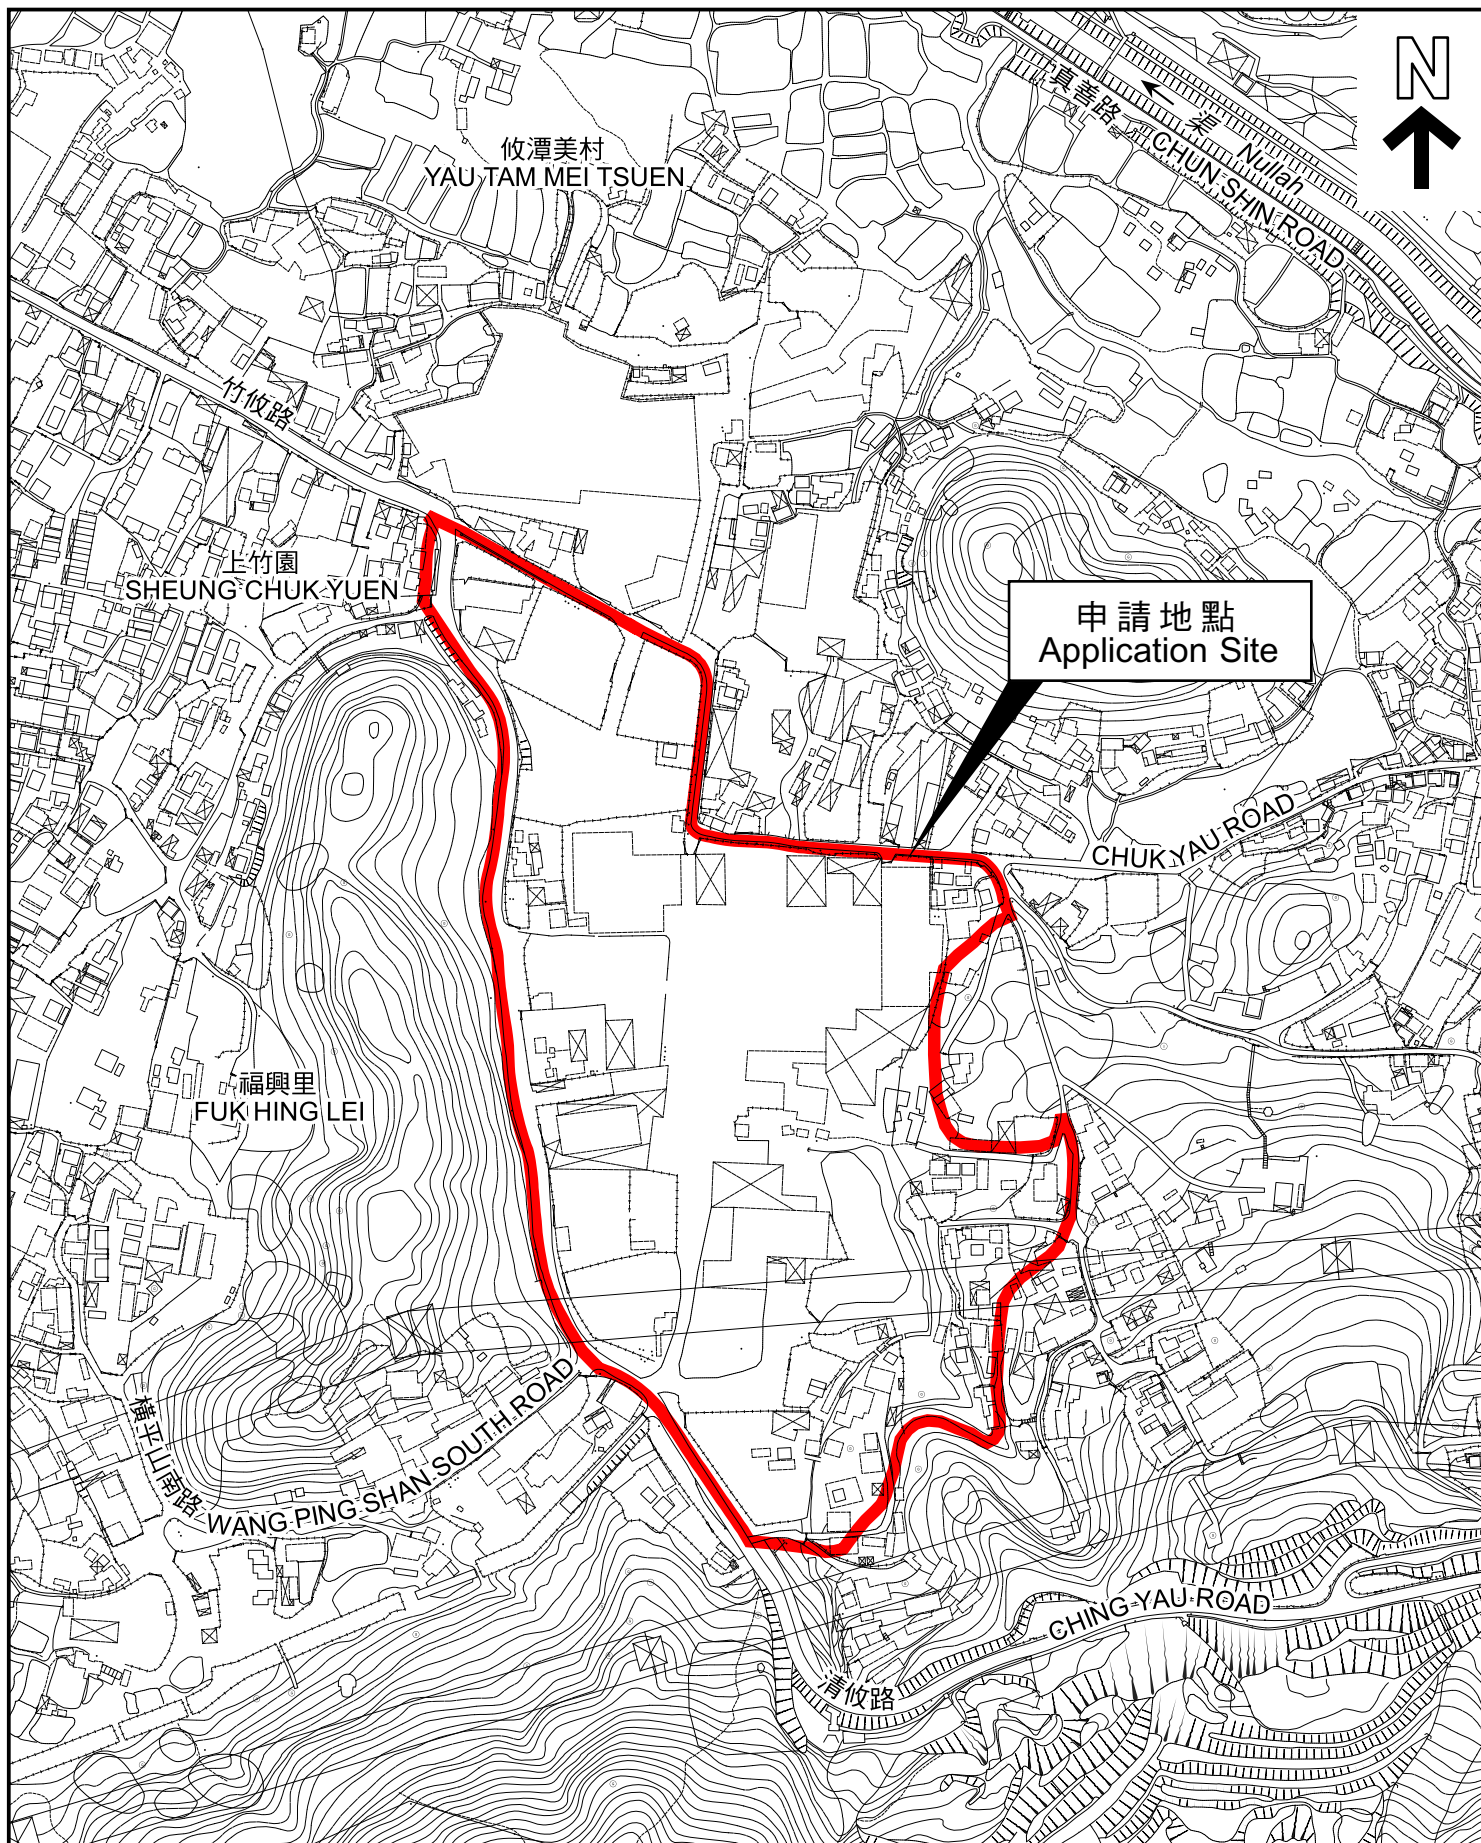 N
真善路
CHUN SHIN ROAD
渠
Nullah
攸潭美村
YAU TAM MEI TSUEN
竹攸路
上竹園
SHEUNG CHUK YUEN
申請地點
Application Site
CHUK YAU ROAD
福興里
FUK HING LEI
橫平山南路
WANG PING SHAN SOUTH ROAD
CHING YAU ROAD
清攸路